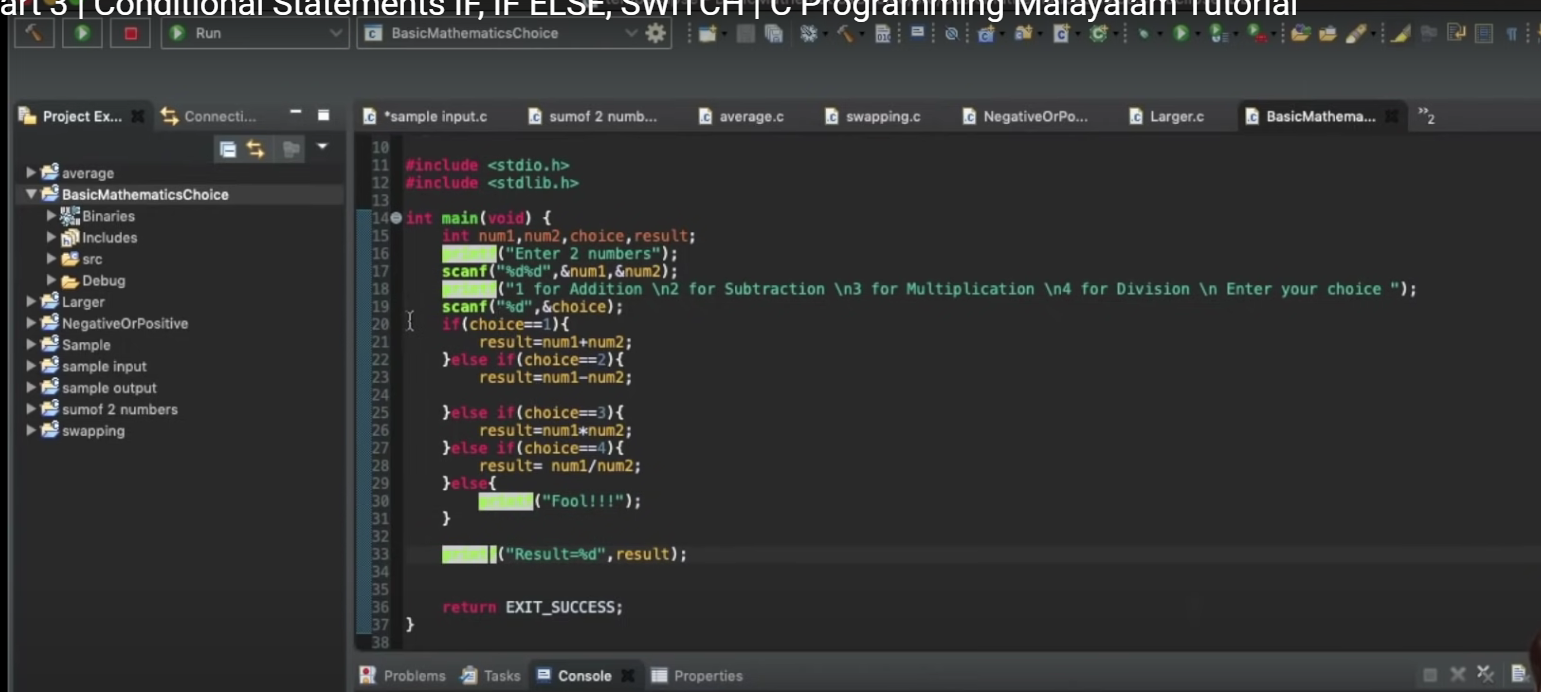 art 3 | Conditional Statements IF, IF ELSE, SWITCH | C Programming Malayalam Tutorial
Run
BasicMathematicsChoice
Project Ex...
Connecti...
*sample input.c
sumof 2 numb...
average.c
swapping.c
NegativeOrPo...
Larger.c
BasicMathema...
2
average
BasicMathematicsChoice
Binaries
Includes
src
Debug
Larger
NegativeOrPositive
Sample
sample input
sample output
sumof 2 numbers
swapping
10
11 #include <stdio.h>
12 #include <stdlib.h>
13
14 int main(void) {
15 int num1,num2,choice,result;
16 printf("Enter 2 numbers");
17 scanf("%d%d",&num1,&num2);
18 printf("1 for Addition \n2 for Subtraction \n3 for Multiplication \n4 for Division \n Enter your choice ");
19 scanf("%d",&choice);
20 if(choice==1){
21 result=num1+num2;
22 }else if(choice==2){
23 result=num1-num2;
24
25 }else if(choice==3){
26 result=num1*num2;
27 }else if(choice==4){
28 result= num1/num2;
29 }else{
30 printf("Fool!!!");
31 }
32
33 printf("Result=%d",result);
34
35
36 return EXIT_SUCCESS;
37 }
38
Problems
Tasks
Console
Properties